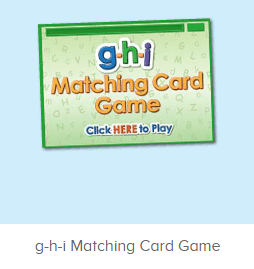 g-h-i
Matching Card
Game
Click HERE to Play
g-h-i Matching Card Game